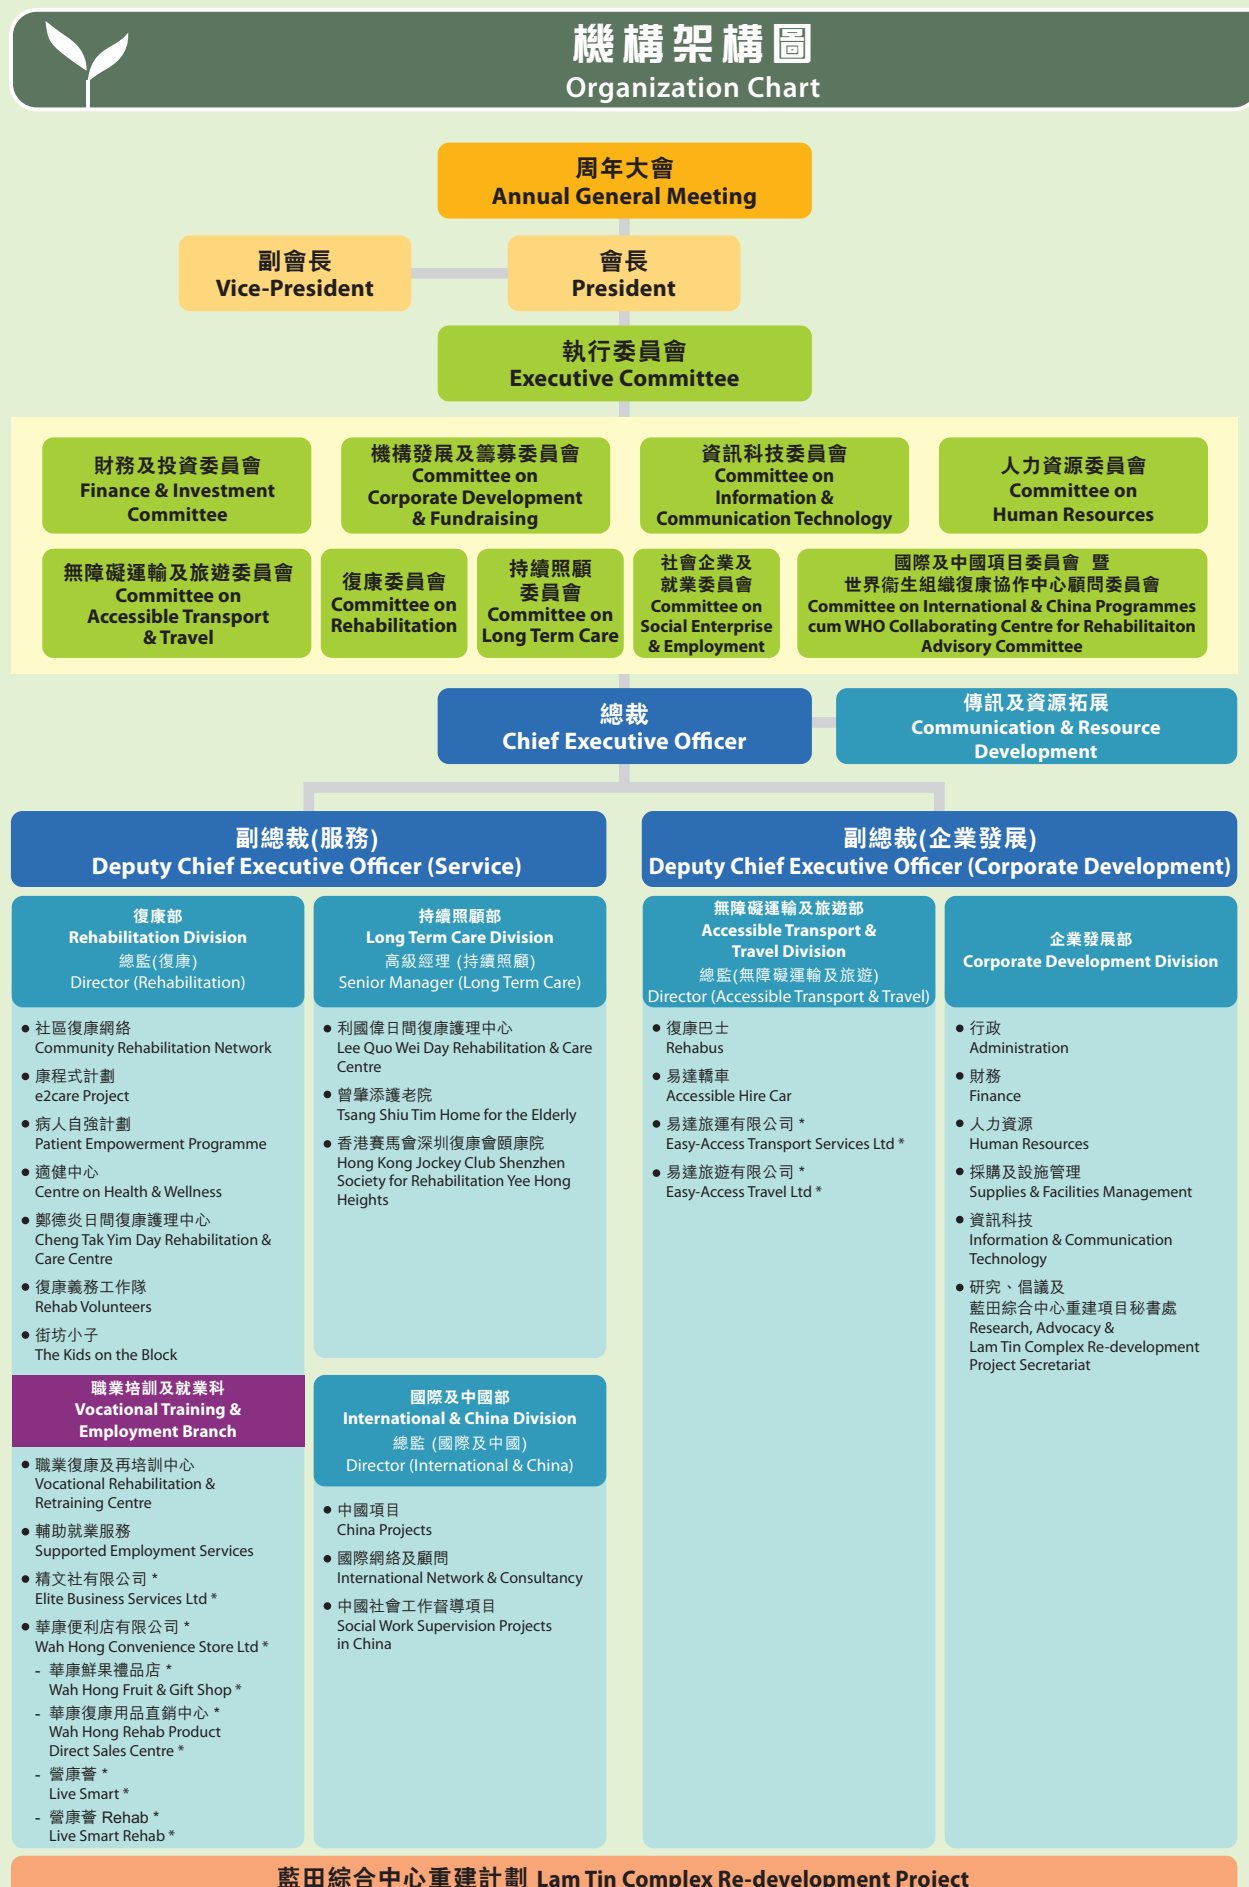 機構架構圖
Organization Chart
周年大會
Annual General Meeting
副會長
Vice-President
會長
President
執行委員會
Executive Committee
財務及投資委員會
Finance & Investment
Committee
機構發展及籌募委員會
Committee on
Corporate Development
& Fundraising
資訊科技委員會
Committee on
Information &
Communication Technology
人力資源委員會
Committee on
Human Resources
無障礙運輸及旅遊委員會
Committee on
Accessible Transport
& Travel
復康委員會
Committee on
Rehabilitation
持續照顧
委員會
Committee on
Long Term Care
社會企業及
就業委員會
Committee on
Social Enterprise
& Employment
國際及中國項目委員會 暨
世界衞生組織復康協作中心顧問委員會
Committee on International & China Programmes
cum WHO Collaborating Centre for Rehabilitaiton
Advisory Committee
總裁
Chief Executive Officer
傳訊及資源拓展
Communication & Resource
Development
副總裁(服務)
Deputy Chief Executive Officer (Service)
副總裁(企業發展)
Deputy Chief Executive Officer (Corporate Development)
復康部
Rehabilitation Division
總監(復康)
Director (Rehabilitation)
● 社區復康網絡
Community Rehabilitation Network
● 康程式計劃
e2care Project
● 病人自強計劃
Patient Empowerment Programme
● 適健中心
Centre on Health & Wellness
● 鄭德炎日間復康護理中心
Cheng Tak Yim Day Rehabilitation &
Care Centre
● 復康義務工作隊
Rehab Volunteers
● 街坊小子
The Kids on the Block
職業培訓及就業科
Vocational Training &
Employment Branch
● 職業復康及再培訓中心
Vocational Rehabilitation &
Retraining Centre
● 輔助就業服務
Supported Employment Services
● 精文社有限公司 *
Elite Business Services Ltd *
● 華康便利店有限公司 *
Wah Hong Convenience Store Ltd *
- 華康鮮果禮品店 *
Wah Hong Fruit & Gift Shop *
- 華康復康用品直銷中心 *
Wah Hong Rehab Product
Direct Sales Centre *
- 營康薈 *
Live Smart *
- 營康薈 Rehab *
Live Smart Rehab *
持續照顧部
Long Term Care Division
高級經理 (持續照顧)
Senior Manager (Long Term Care)
● 利國偉日間復康護理中心
Lee Quo Wei Day Rehabilitation & Care
Centre
● 曾肇添護老院
Tsang Shiu Tim Home for the Elderly
● 香港賽馬會深圳復康會頤康院
Hong Kong Jockey Club Shenzhen
Society for Rehabilitation Yee Hong
Heights
國際及中國部
International & China Division
總監 (國際及中國)
Director (International & China)
● 中國項目
China Projects
● 國際網絡及顧問
International Network & Consultancy
● 中國社會工作督導項目
Social Work Supervision Projects
in China
無障礙運輸及旅遊部
Accessible Transport &
Travel Division
總監(無障礙運輸及旅遊)
Director (Accessible Transport & Travel)
● 復康巴士
Rehabus
● 易達轎車
Accessible Hire Car
● 易達旅運有限公司 *
Easy-Access Transport Services Ltd *
● 易達旅遊有限公司 *
Easy-Access Travel Ltd *
企業發展部
Corporate Development Division
● 行政
Administration
● 財務
Finance
● 人力資源
Human Resources
● 採購及設施管理
Supplies & Facilities Management
● 資訊科技
Information & Communication
Technology
● 研究、倡議及
藍田綜合中心重建項目秘書處
Research, Advocacy &
Lam Tin Complex Re-development
Project Secretariat
藍田綜合中心重建計劃 Lam Tin Complex Re-development Project